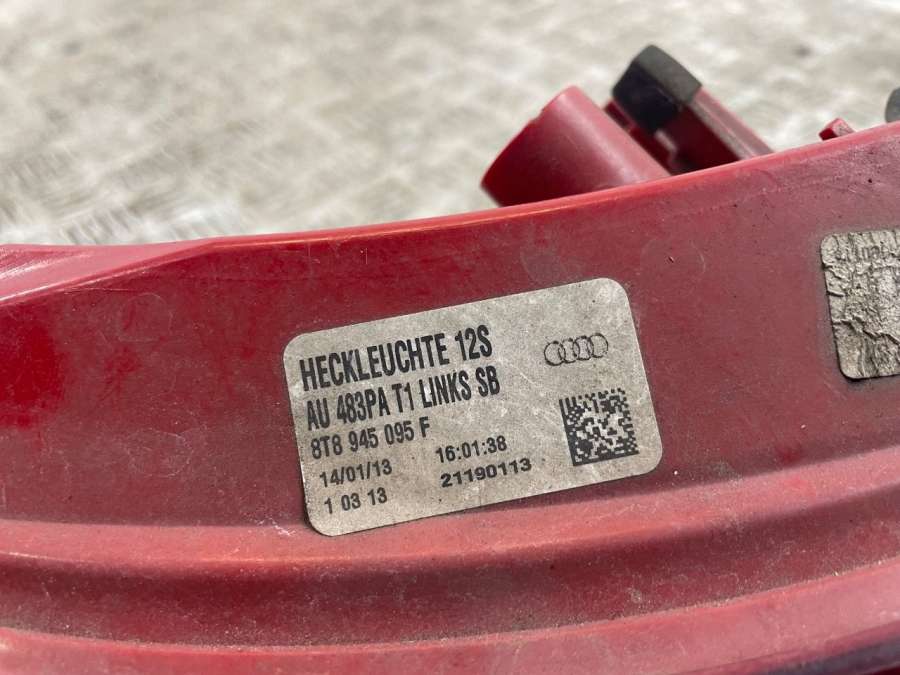 HECKLEUCHTE 12S
AU 483PA T1 LINKS SB
8T8 945 095 F
14/01/13 16:01:38
1 03 13 21190113